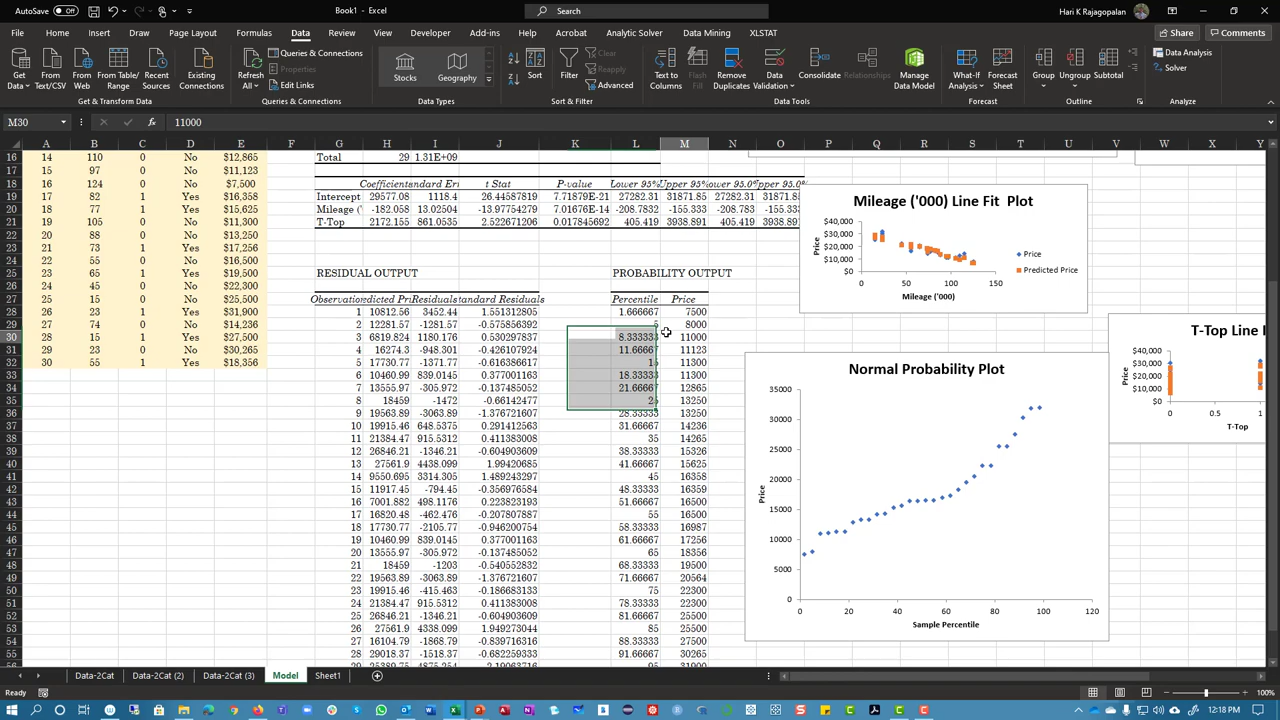 AutoSave Off Book1 - Excel Search Hari K Rajagopalan
File Home Insert Draw Page Layout Formulas Data Review View Developer Add-ins Help Acrobat Analytic Solver Data Mining XLSTAT Share Comments
Get Data From Text/CSV From Web From Table/ Range Recent Sources Existing Connections Refresh All Queries & Connections Properties Edit Links Stocks Geography Sort Filter Clear Reapply Advanced Text to Columns Remove Duplicates Data Validation Consolidate Relationships Manage Data Model What-If Analysis Forecast Sheet Group Ungroup Subtotal Data Analysis Solver
Get & Transform Data Queries & Connections Data Types Sort & Filter Data Tools Forecast Outline Analyze
M30 fx 11000
A B C D E F G H I J K L M N O P Q R S T U V W X Y
16 14 110 0 No $12,865 Total 29 1.31E+09
17 15 97 0 No $11,123
18 16 124 0 No $7,500 Coefficients tandard Err t Stat P-value Lower 95% Upper 95% ower 95.0% pper 95.0%
19 17 82 1 Yes $16,358 Intercept 29577.08 1118.4 26.44587819 7.71879E-21 27282.31 31871.85 27282.31 31871.85
20 18 77 1 Yes $15,625 Mileage (' -182.058 13.02504 -13.97754279 7.01676E-14 -208.7832 -155.333 -208.783 -155.333
21 19 105 0 No $11,300 T-Top 2172.155 861.0535 2.522671206 0.017845692 405.419 3938.891 405.419 3938.891
22 20 88 0 No $13,250
23 21 73 1 Yes $17,256
24 22 55 0 No $16,500
25 23 65 1 Yes $19,500 RESIDUAL OUTPUT PROBABILITY OUTPUT
26 24 45 0 No $22,300
27 25 15 0 No $25,500 Observation edicted Pri Residuals tandard Residuals Percentile Price
28 26 23 1 Yes $31,900 1 10812.56 3452.44 1.551312805 1.666667 7500
29 27 74 0 No $14,236 2 12281.57 -1281.57 -0.575856392 5 8000
30 28 15 1 Yes $27,500 3 6819.824 1180.176 0.530297837 8.333333 11000
31 29 23 0 No $30,265 4 16274.3 -948.301 -0.426107924 11.66667 11123
32 30 55 1 Yes $18,356 5 17730.77 -1371.77 -0.616386617 15 11300
33 6 10460.99 839.0145 0.377001163 18.33333 11300
34 7 13555.97 -305.972 -0.137485052 21.66667 12865
35 8 18459 -1472 -0.66142477 25 13250
36 9 19563.89 -3063.89 -1.376721607 28.33333 13250
37 10 19915.46 648.5375 0.291412563 31.66667 14236
38 11 21384.47 915.5312 0.411383008 35 14265
39 12 26846.21 -1346.21 -0.604903609 38.33333 15326
40 13 27561.9 4438.099 1.99420685 41.66667 15625
41 14 9550.695 3314.305 1.489243297 45 16358
42 15 11917.45 -794.45 -0.356976584 48.33333 16359
43 16 7001.882 498.1176 0.223823193 51.66667 16500
44 17 16820.48 -462.476 -0.207807887 55 16500
45 18 17730.77 -2105.77 -0.946200754 58.33333 16987
46 19 10460.99 839.0145 0.377001163 61.66667 17256
47 20 13555.97 -305.972 -0.137485052 65 18356
48 21 18459 -1203 -0.540552832 68.33333 19500
49 22 19563.89 -3063.89 -1.376721607 71.66667 20564
50 23 19915.46 -415.463 -0.186683133 75 22300
51 24 21384.47 915.5312 0.411383008 78.33333 22300
52 25 26846.21 -1346.21 -0.604903609 81.66667 25500
53 26 27561.9 4338.099 1.949273044 85 25500
54 27 16104.79 -1868.79 -0.839716316 88.33333 27500
55 28 29018.37 -1518.37 -0.682259333 91.66667 30265
56
Mileage ('000) Line Fit Plot
$40,000
$30,000
$20,000
$10,000
$0
0 50 100 150
Price
Mileage ('000)
Price
Predicted Price
T-Top Line
$40,000
$30,000
$20,000
$10,000
$0
0 0.5 1
Price
T-Top
Normal Probability Plot
35000
30000
25000
20000
15000
10000
5000
0
0 20 40 60 80 100 120
Price
Sample Percentile
Data-2Cat Data-2Cat (2) Data-2Cat (3) Model Sheet1
Ready 100%
12:18 PM